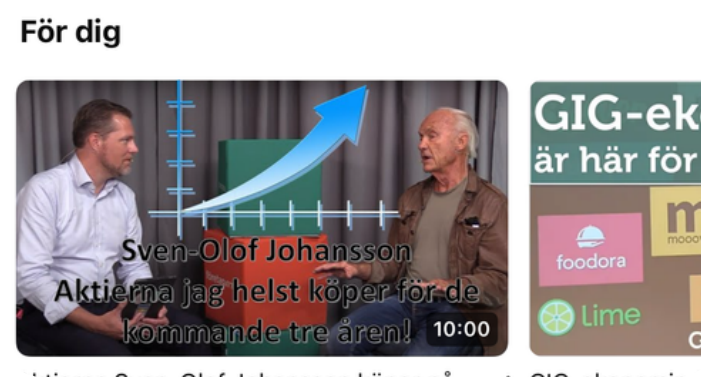 För dig
Sven-Olof Johansson
Aktierna jag helst köper för de
kommande tre åren!
10:00
GIG-ek
är här för
foodora
Lime